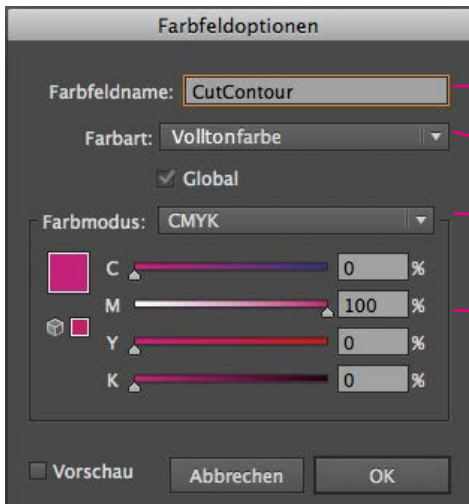 Farbfeldoptionen
Farbfeldname: CutContour
Farbart: Volltonfarbe
Global
Farbmodus: CMYK
C 0 %
M 100 %
Y 0 %
K 0 %
Vorschau Abbrechen OK